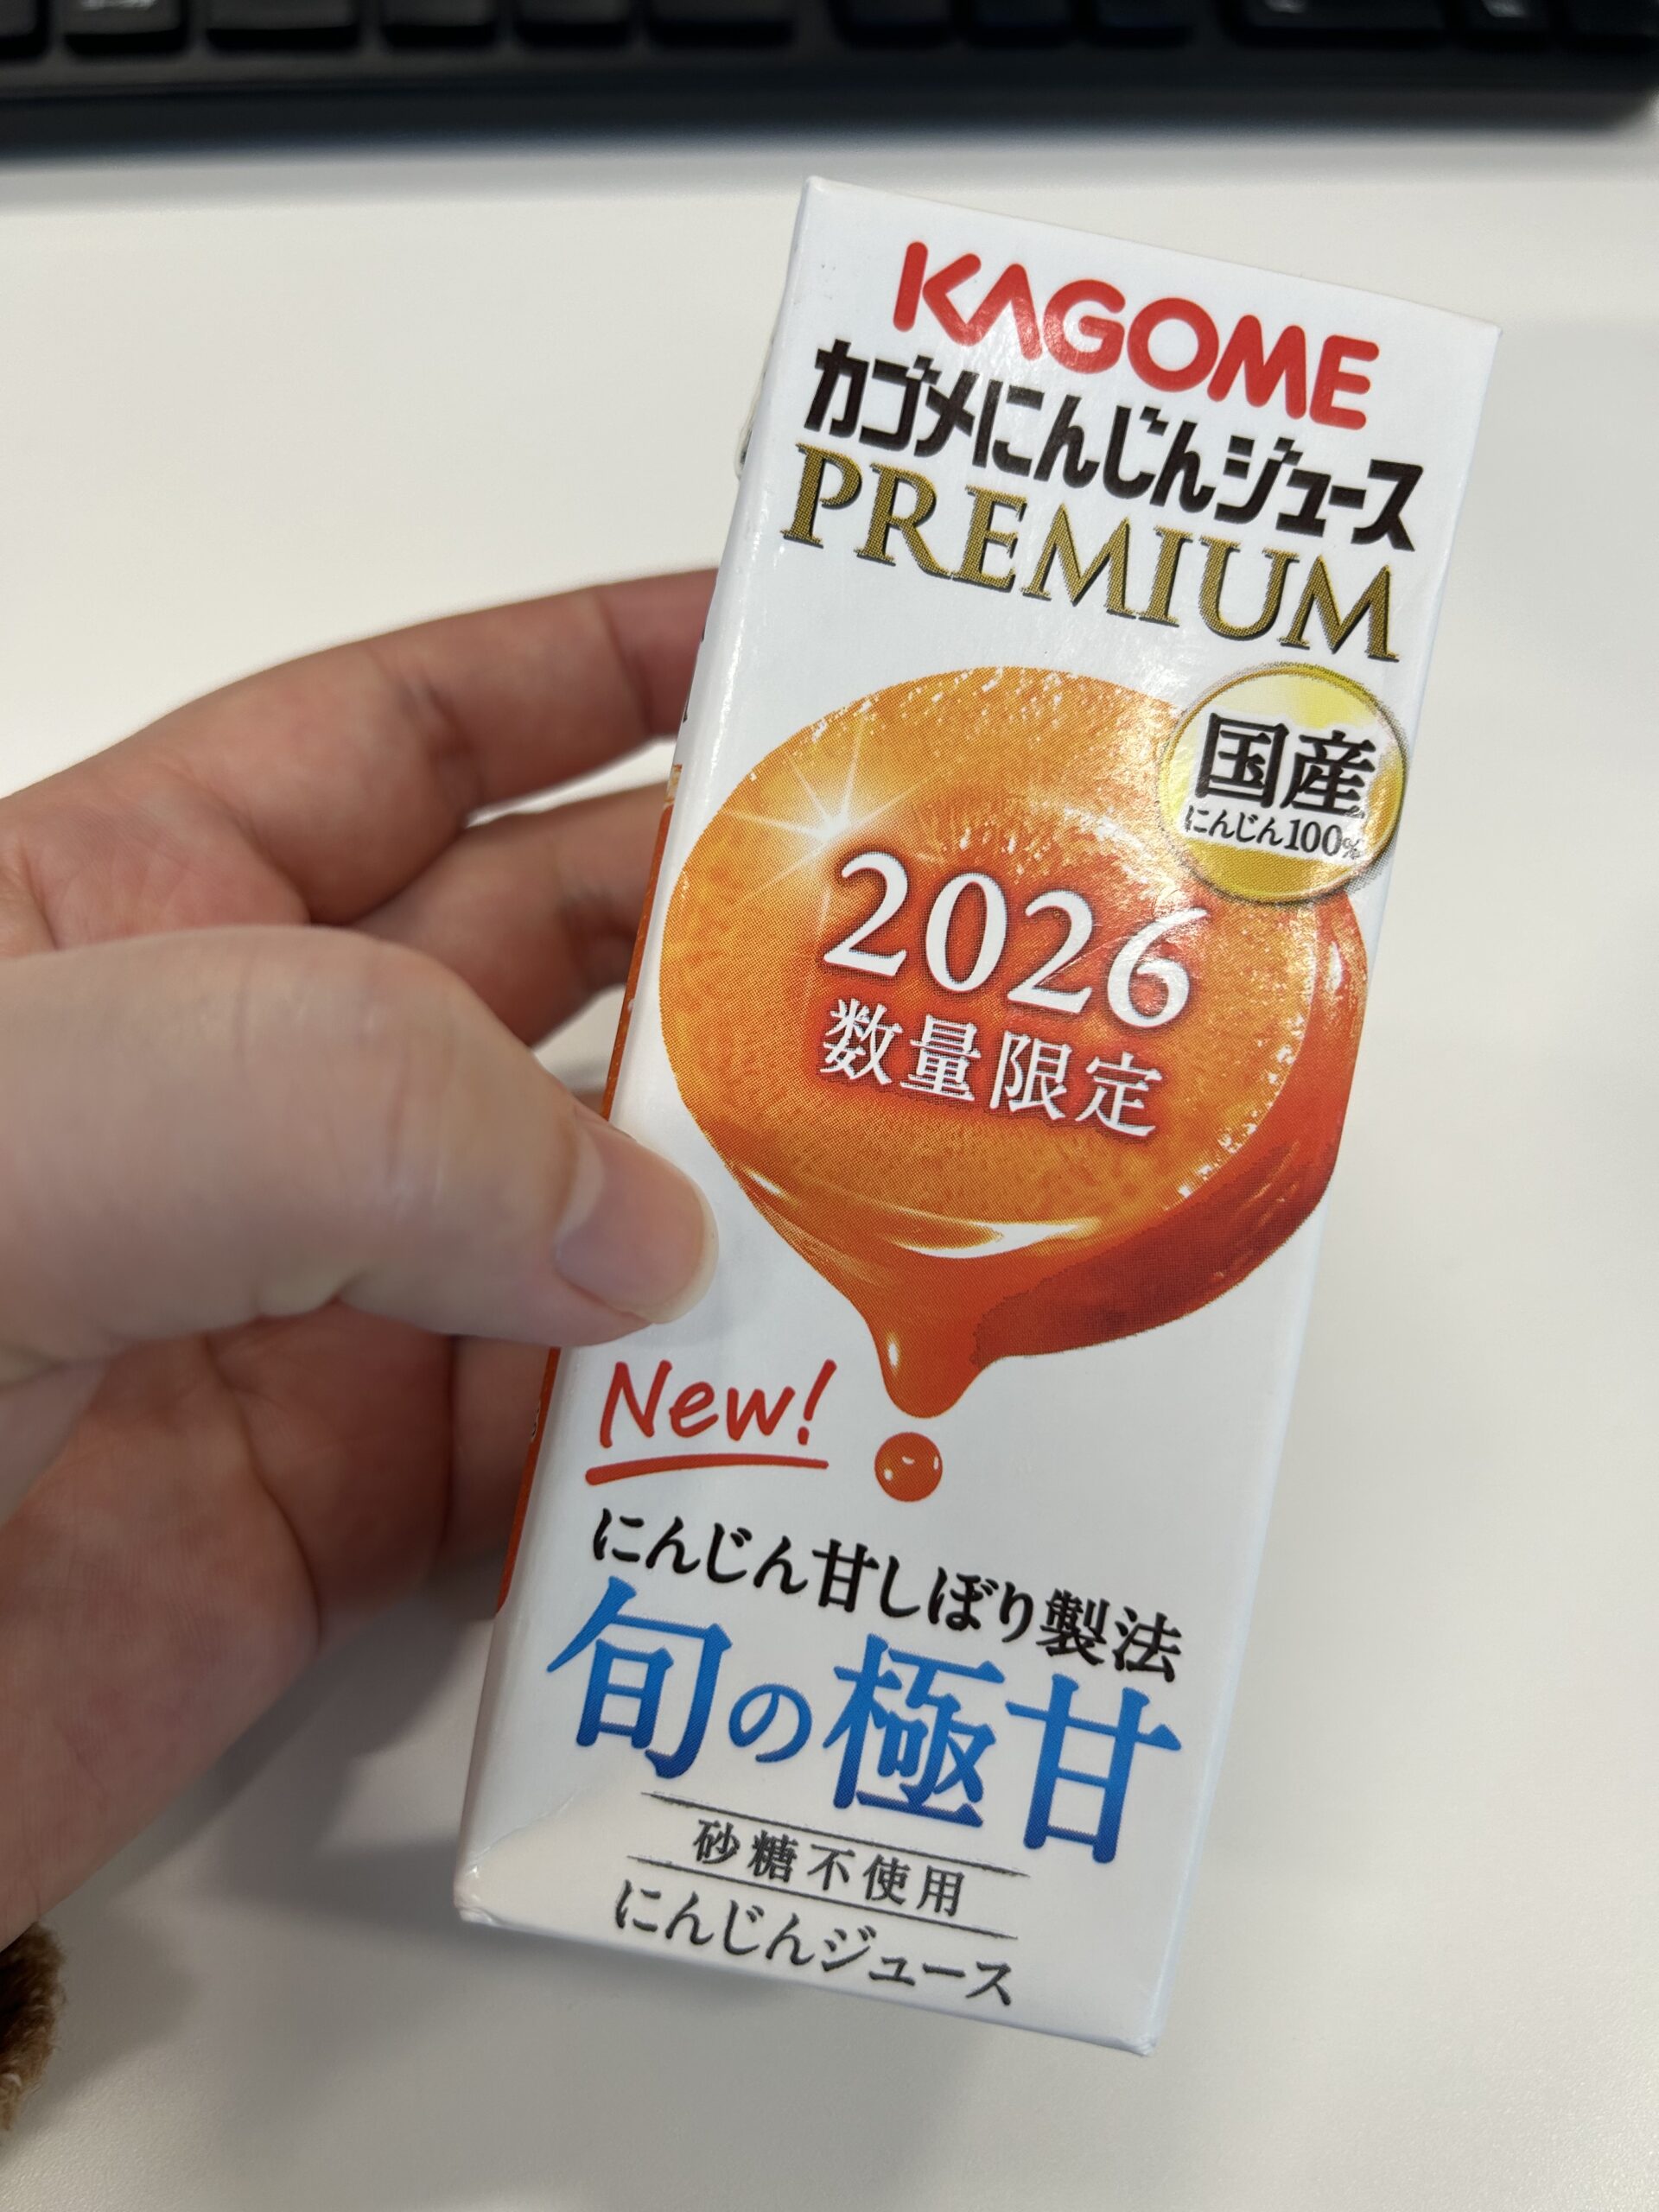 KAGOME
カゴメにんじんジュース
PREMIUM
国産
にんじん100%
2026
数量限定
New!
にんじん甘しぼり製法
旬の極甘
砂糖不使用
にんじんジュース